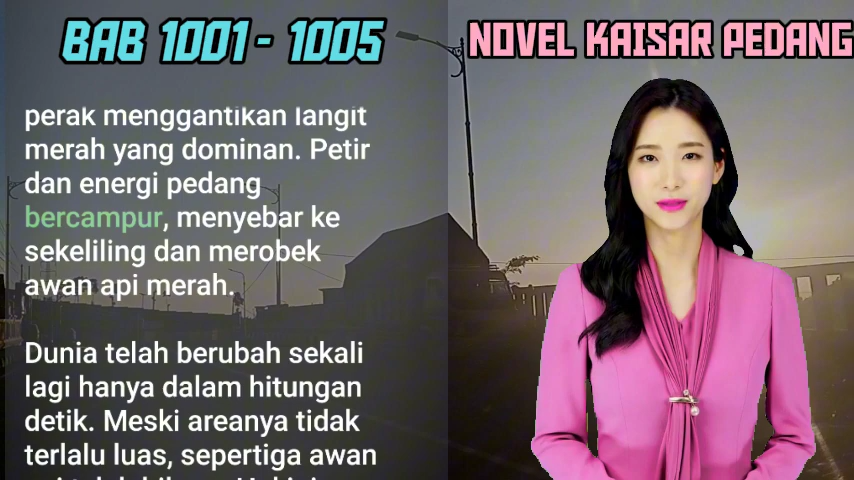 BAB 1001 - 1005
NOVEL KAISAR PEDANG
perak menggantikan langit
merah yang dominan. Petir
dan energi pedang
bercampur, menyebar ke
sekeliling dan merobek
awan api merah.
Dunia telah berubah sekali
lagi hanya dalam hitungan
detik. Meski areanya tidak
terlalu luas, sepertiga awan